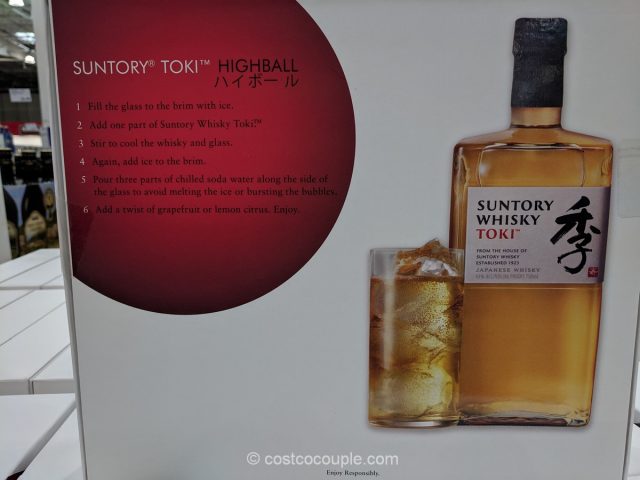 SUNTORY® TOKI™ HIGHBALL
ハイボール
1 Fill the glass to the brim with ice.
2 Add one part of Suntory Whisky Toki.™
3 Stir to cool the whisky and glass.
4 Again, add ice to the brim.
5 Pour three parts of chilled soda water along the side
of the glass to avoid melting the ice or bursting the bubbles.
6 Add a twist of grapefruit or lemon citrus. Enjoy.
SUNTORY
WHISKY
TOKI™
季
FROM THE HOUSE OF
SUNTORY WHISKY
ESTABLISHED 1923
JAPANESE WHISKY
© costcocouple.com
Enjoy Responsibly.